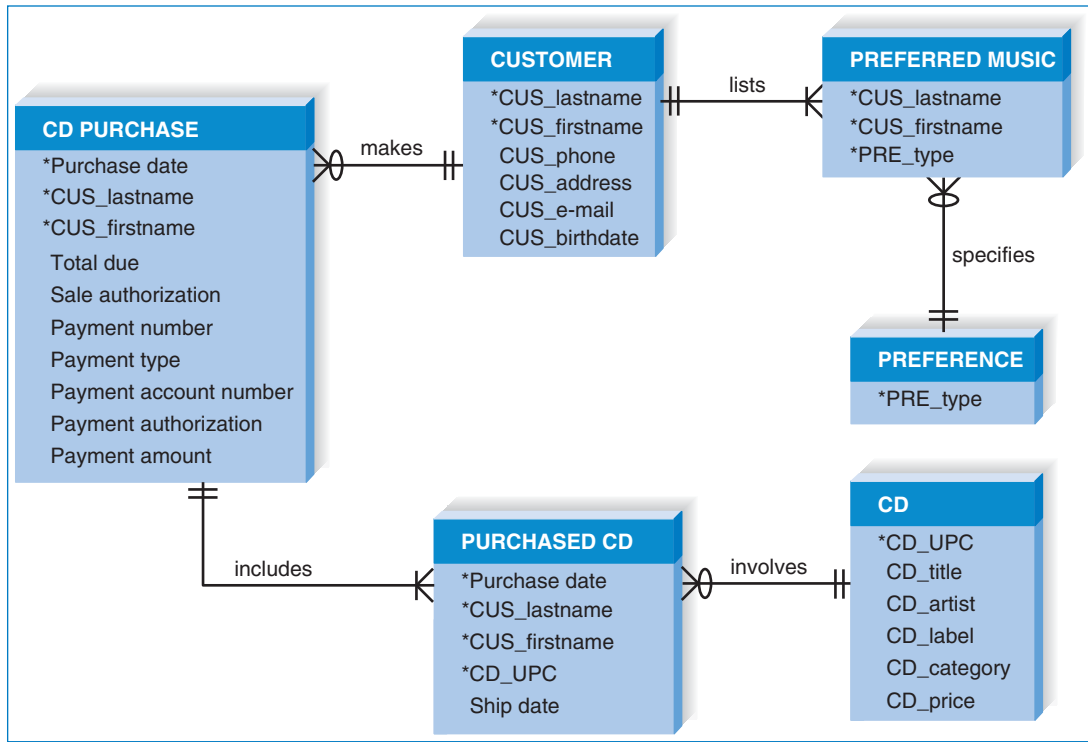 CUSTOMER
*CUS_lastname
*CUS_firstname
CUS_phone
CUS_address
CUS_e-mail
CUS_birthdate
lists
PREFERRED MUSIC
*CUS_lastname
*CUS_firstname
*PRE_type
CD PURCHASE
*Purchase date
*CUS_lastname
*CUS_firstname
Total due
Sale authorization
Payment number
Payment type
Payment account number
Payment authorization
Payment amount
makes
specifies
PREFERENCE
*PRE_type
includes
PURCHASED CD
*Purchase date
*CUS_lastname
*CUS_firstname
*CD_UPC
Ship date
involves
CD
*CD_UPC
CD_title
CD_artist
CD_label
CD_category
CD_price